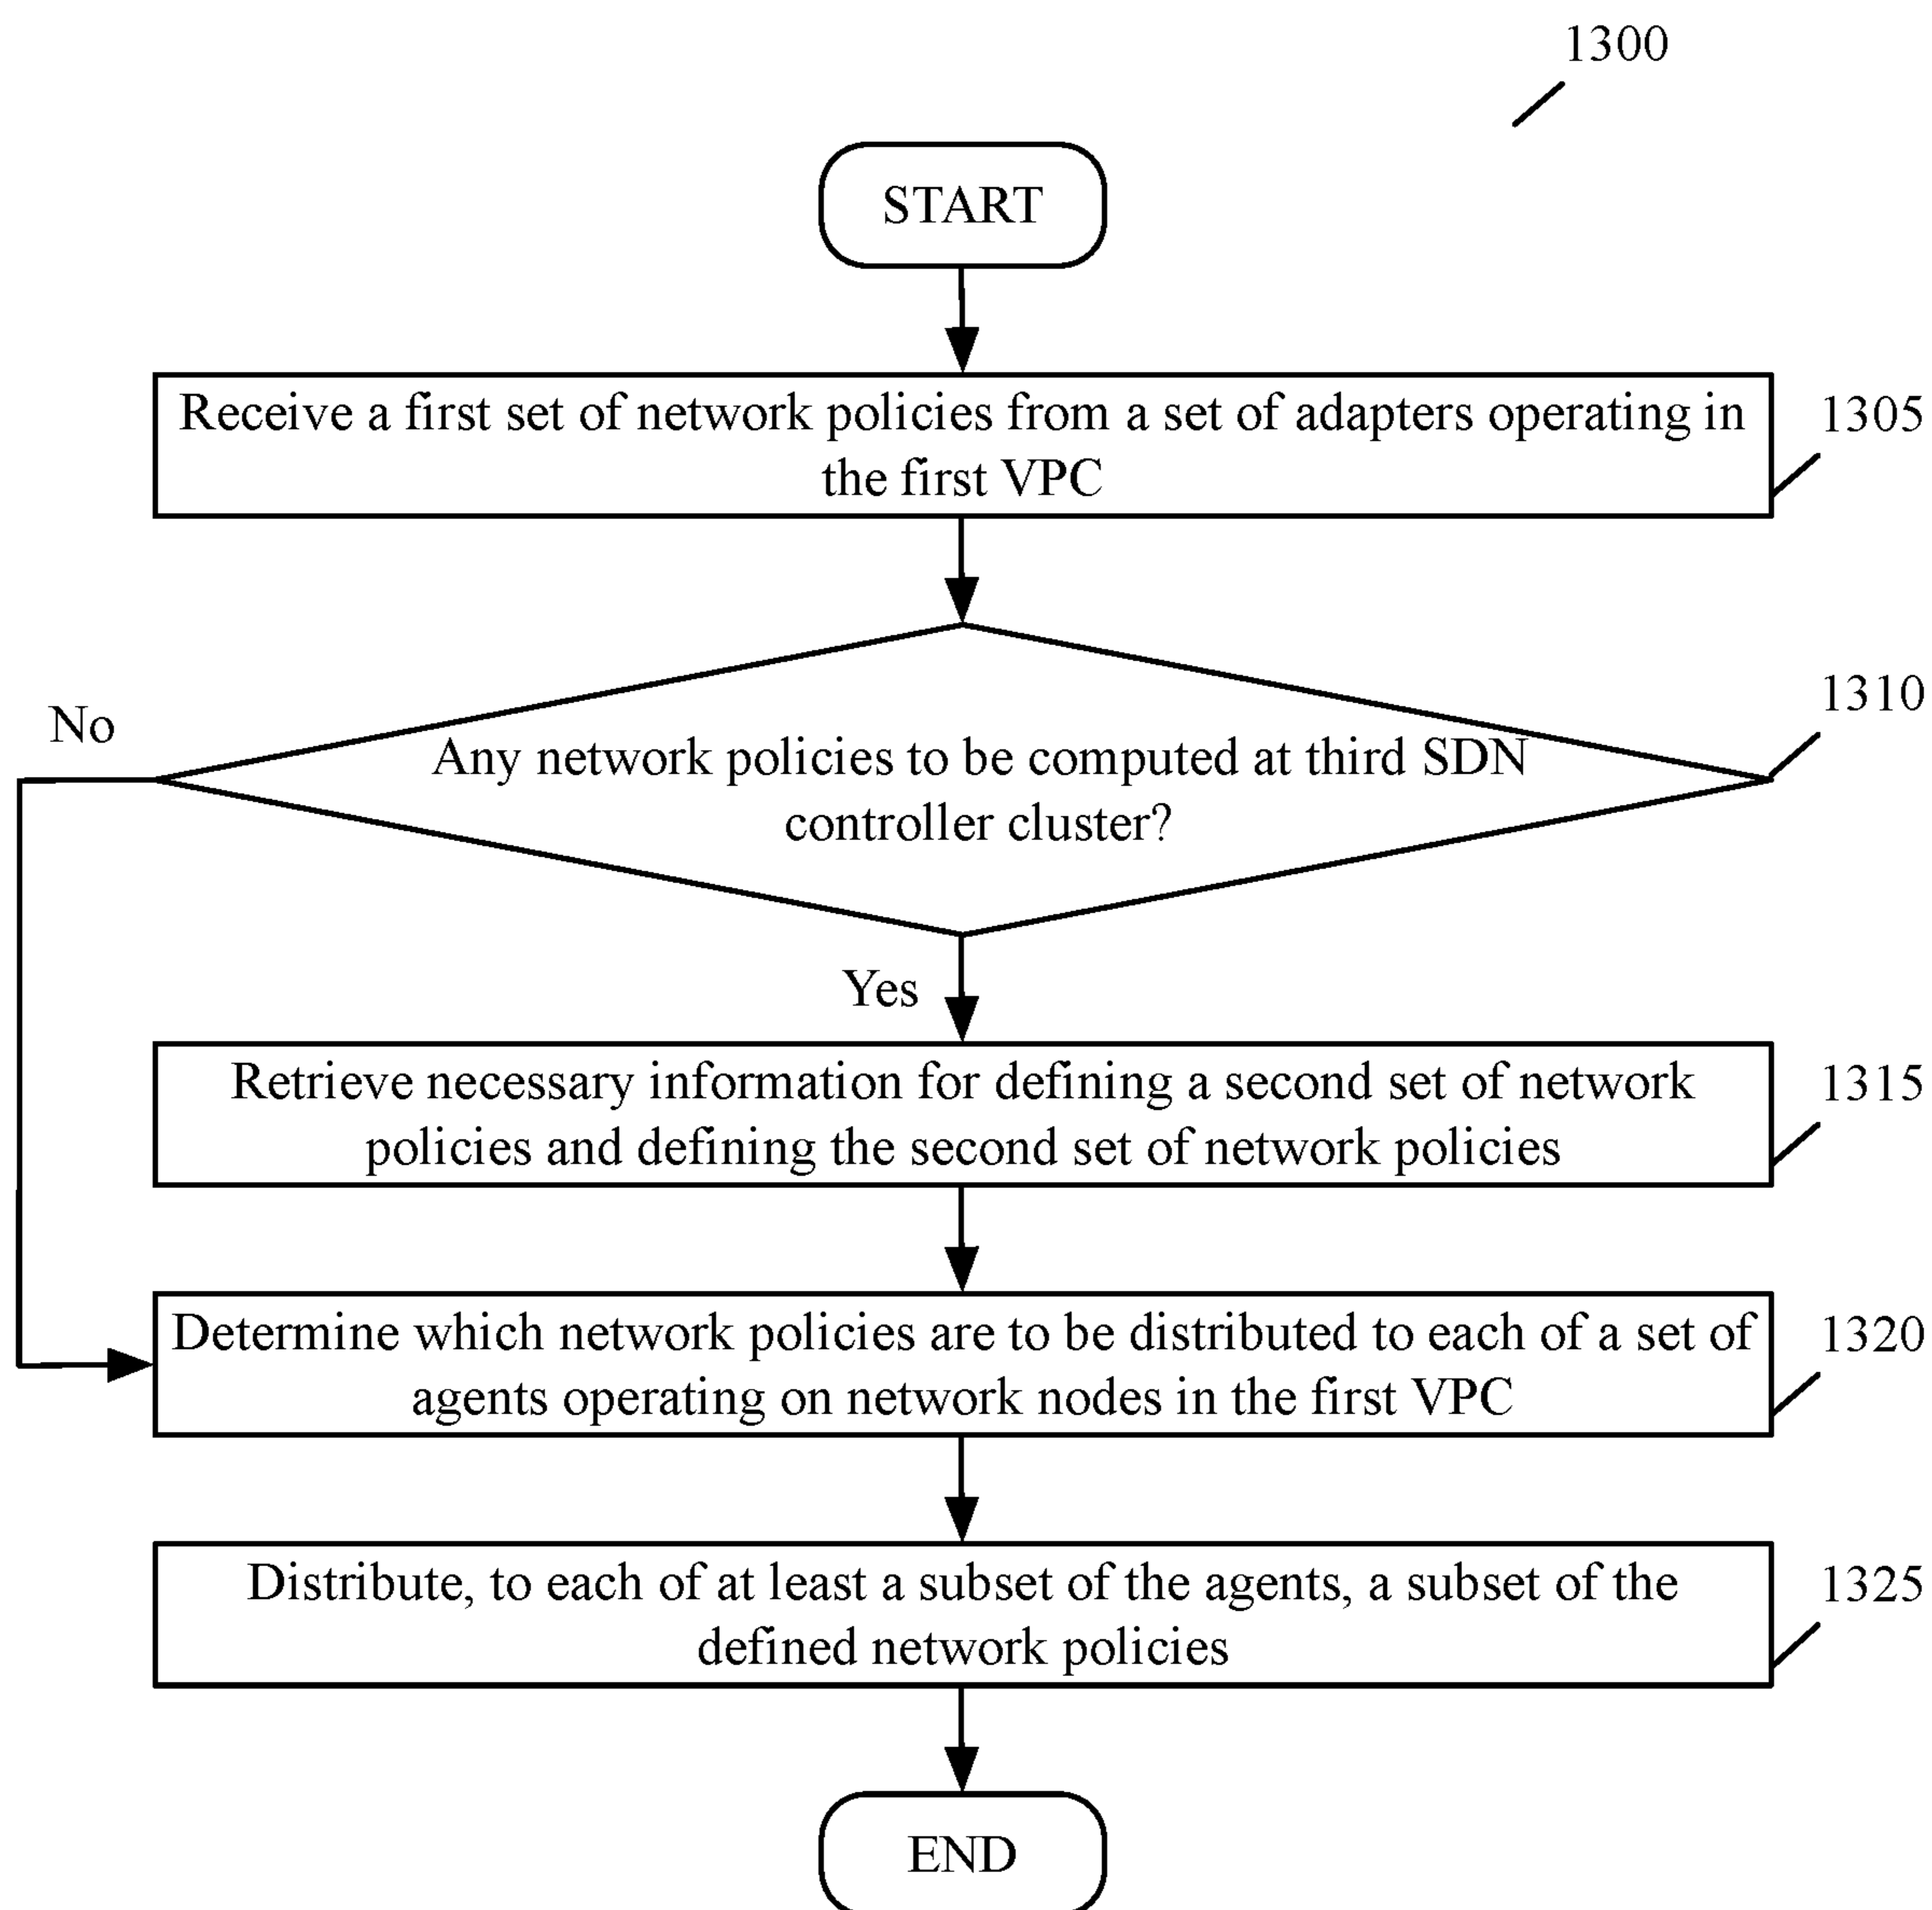 1300
START
Receive a first set of network policies from a set of adapters operating in
the first VPC
1305
1310
No
Any network policies to be computed at third SDN
controller cluster?
Yes
Retrieve necessary information for defining a second set of network
policies and defining the second set of network policies
1315
Determine which network policies are to be distributed to each of a set of
agents operating on network nodes in the first VPC
1320
Distribute, to each of at least a subset of the agents, a subset of the
defined network policies
1325
END